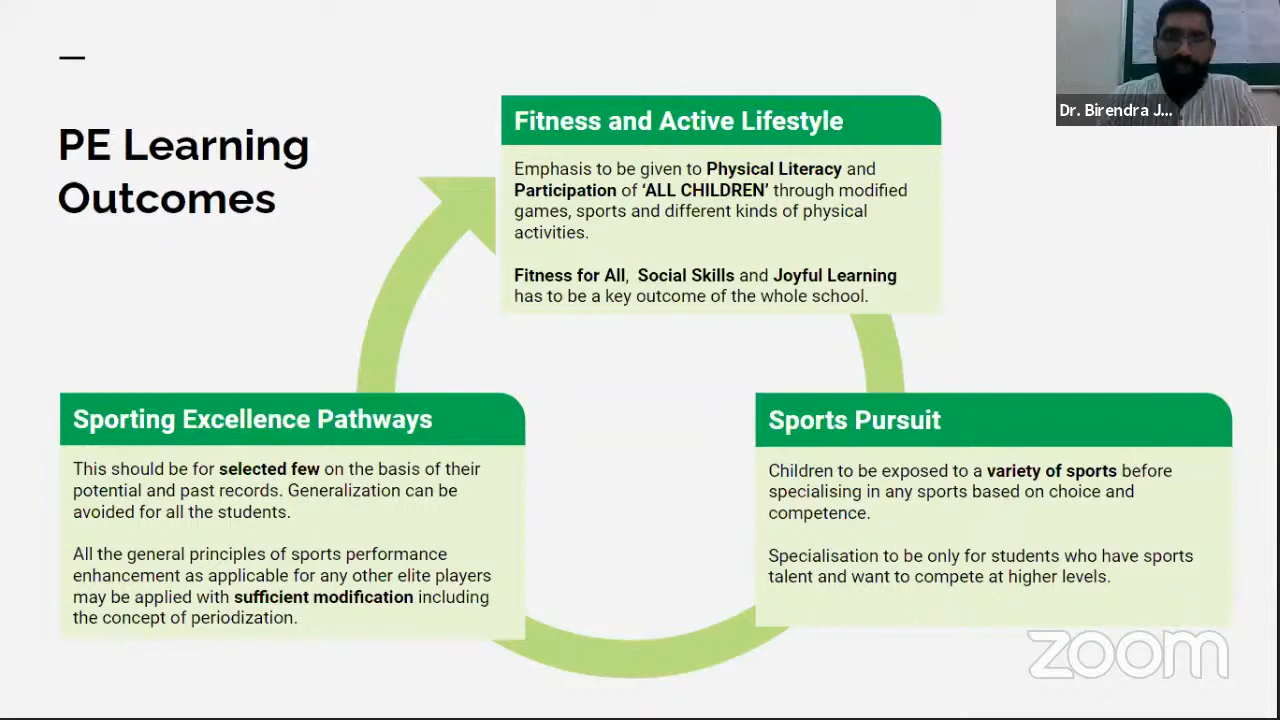 PE Learning
Outcomes
Fitness and Active Lifestyle
Emphasis to be given to Physical Literacy and
Participation of ‘ALL CHILDREN’ through modified
games, sports and different kinds of physical
activities.
Fitness for All, Social Skills and Joyful Learning
has to be a key outcome of the whole school.
Sports Pursuit
Children to be exposed to a variety of sports before
specialising in any sports based on choice and
competence.
Specialisation to be only for students who have sports
talent and want to compete at higher levels.
Sporting Excellence Pathways
This should be for selected few on the basis of their
potential and past records. Generalization can be
avoided for all the students.
All the general principles of sports performance
enhancement as applicable for any other elite players
may be applied with sufficient modification including
the concept of periodization.
Dr. Birendra J...
zoom